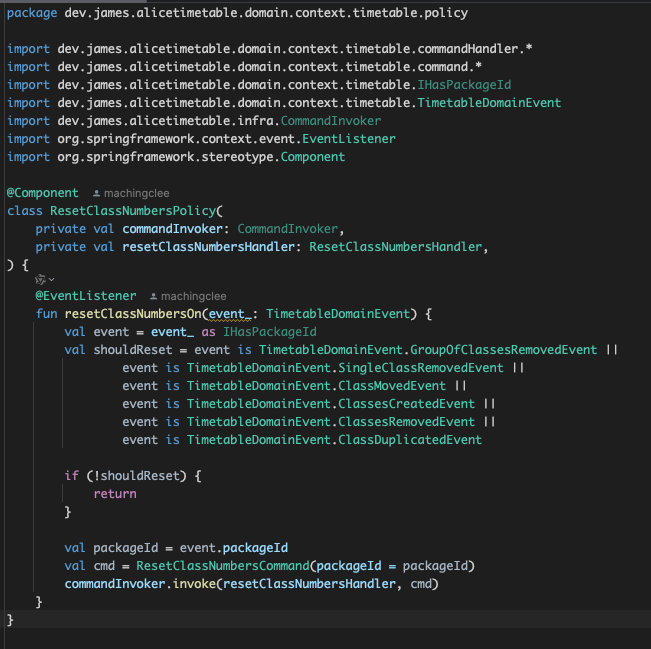 package dev.james.alicetimetable.domain.context.timetable.policy
import dev.james.alicetimetable.domain.context.timetable.commandHandler.*
import dev.james.alicetimetable.domain.context.timetable.command.*
import dev.james.alicetimetable.domain.context.timetable.IHasPackageId
import dev.james.alicetimetable.domain.context.timetable.TimetableDomainEvent
import dev.james.alicetimetable.infra.CommandInvoker
import org.springframework.context.event.EventListener
import org.springframework.stereotype.Component
@Component machingclee
class ResetClassNumbersPolicy(
    private val commandInvoker: CommandInvoker,
    private val resetClassNumbersHandler: ResetClassNumbersHandler,
) {
    @EventListener machingclee
    fun resetClassNumbersOn(event_: TimetableDomainEvent) {
        val event = event_ as IHasPackageId
        val shouldReset = event is TimetableDomainEvent.GroupOfClassesRemovedEvent ||
                event is TimetableDomainEvent.SingleClassRemovedEvent ||
                event is TimetableDomainEvent.ClassMovedEvent ||
                event is TimetableDomainEvent.ClassesCreatedEvent ||
                event is TimetableDomainEvent.ClassesRemovedEvent ||
                event is TimetableDomainEvent.ClassDuplicatedEvent
        if (!shouldReset) {
            return
        }
        val packageId = event.packageId
        val cmd = ResetClassNumbersCommand(packageId = packageId)
        commandInvoker.invoke(resetClassNumbersHandler, cmd)
    }
}